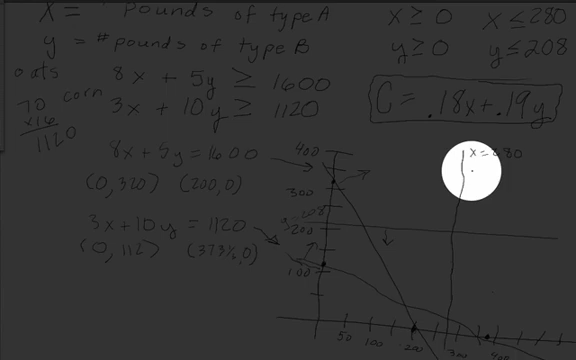 x = # pounds of type A
y = # pounds of type B
x ≥ 0 x ≤ 280
y ≥ 0 y ≤ 208
oats 8x + 5y ≥ 1600
corn 3x + 10y ≥ 1120
70
x16
1120
C = .18x + .19y
8x + 5y = 1600
(0, 320) (200, 0)
3x + 10y = 1120
(0, 112) (373⅓, 0)
x = 280
400
300
y = 208
200
100
50 100 200 300 400